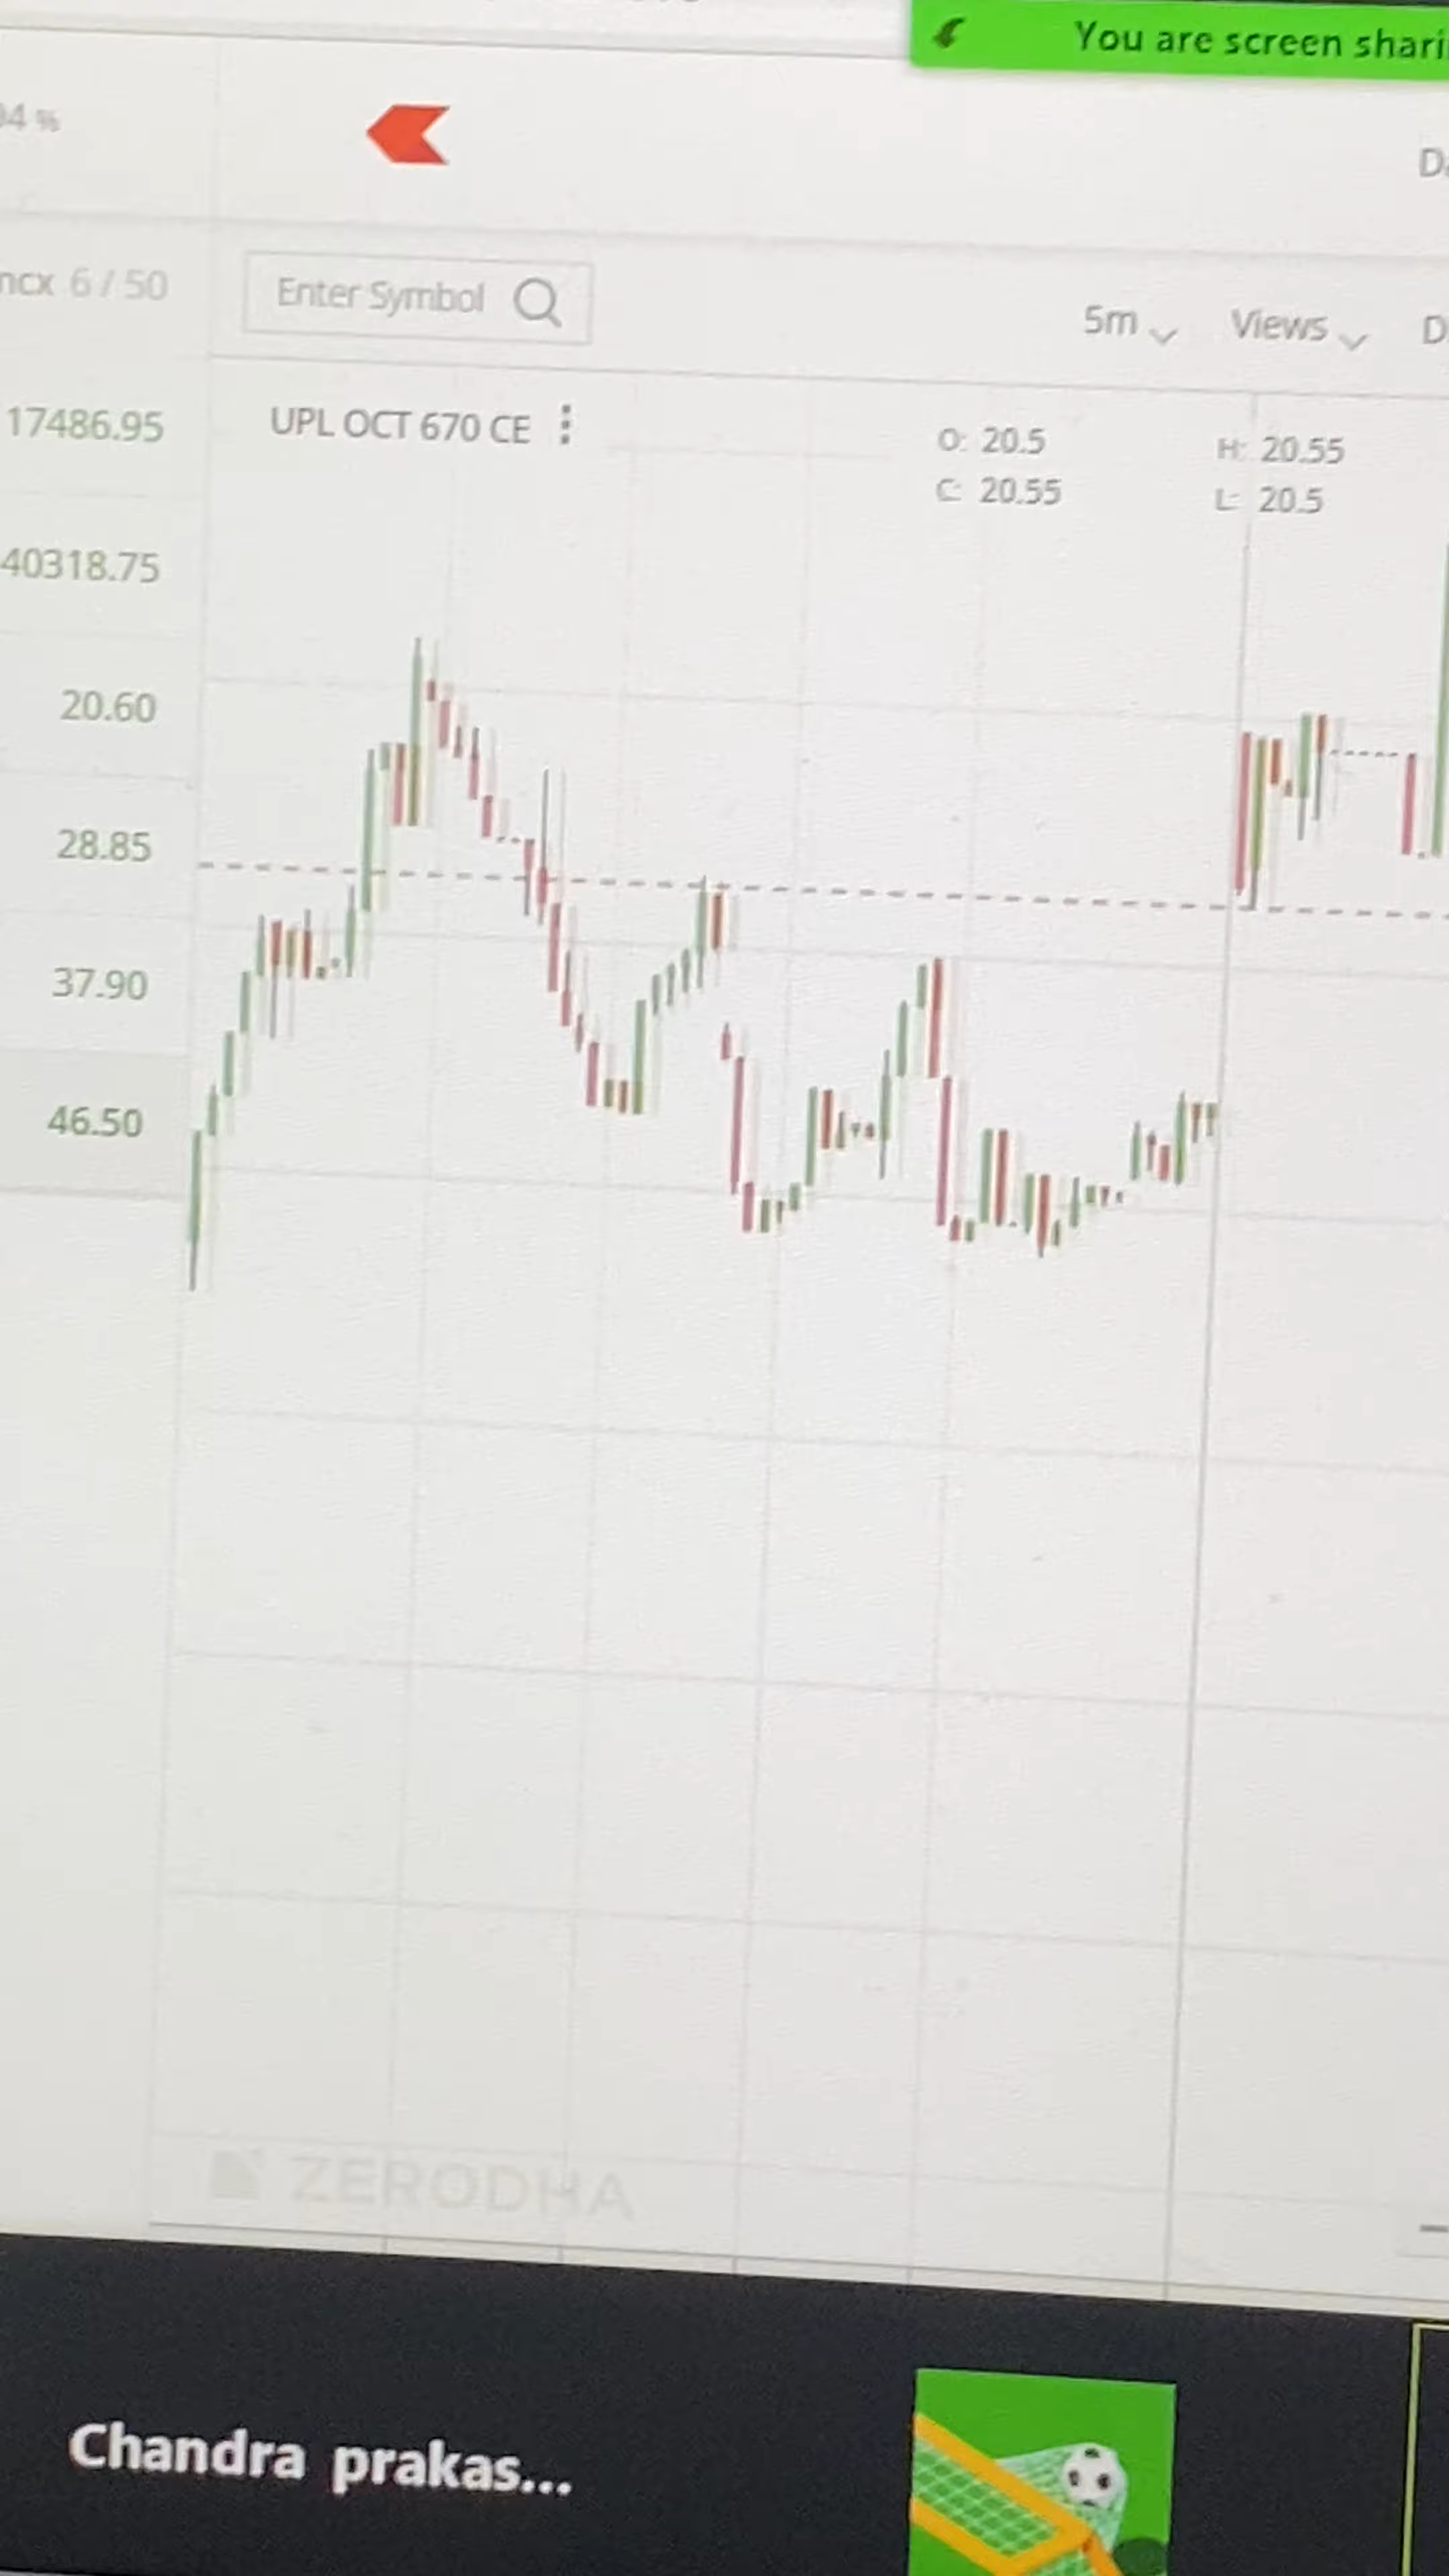 You are screen shari
94 %
ncx 6 / 50
Enter Symbol
5m
Views
17486.95
UPL OCT 670 CE
O: 20.5
H: 20.55
C: 20.55
L: 20.5
40318.75
20.60
28.85
37.90
46.50
ZERODHA
Chandra prakas...